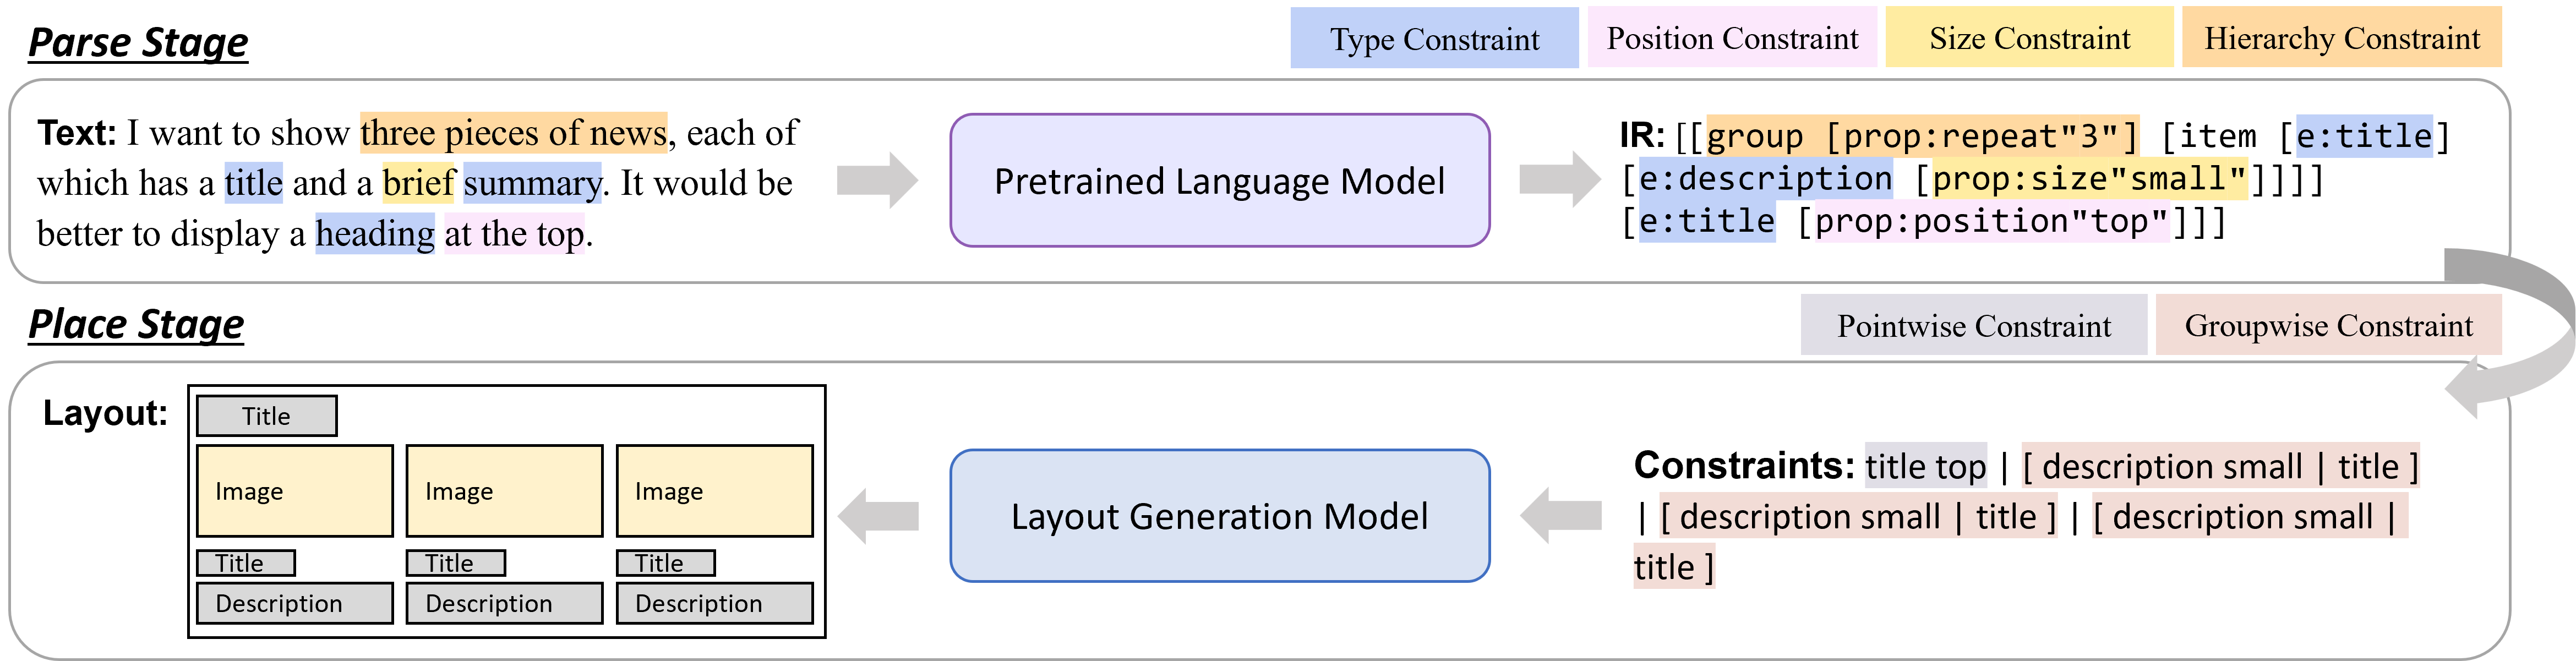 Parse Stage
Type Constraint
Position Constraint
Size Constraint
Hierarchy Constraint
Text: I want to show three pieces of news, each of
which has a title and a brief summary. It would be
better to display a heading at the top.
Pretrained Language Model
IR: [[group [prop:repeat"3"] [item [e:title]
[e:description [prop:size"small"]]]]
[e:title [prop:position"top"]]]
Place Stage
Pointwise Constraint
Groupwise Constraint
Layout:
Title
Image
Image
Image
Title
Title
Title
Description
Description
Description
Layout Generation Model
Constraints: title top | [ description small | title ]
| [ description small | title ] | [ description small |
title ]